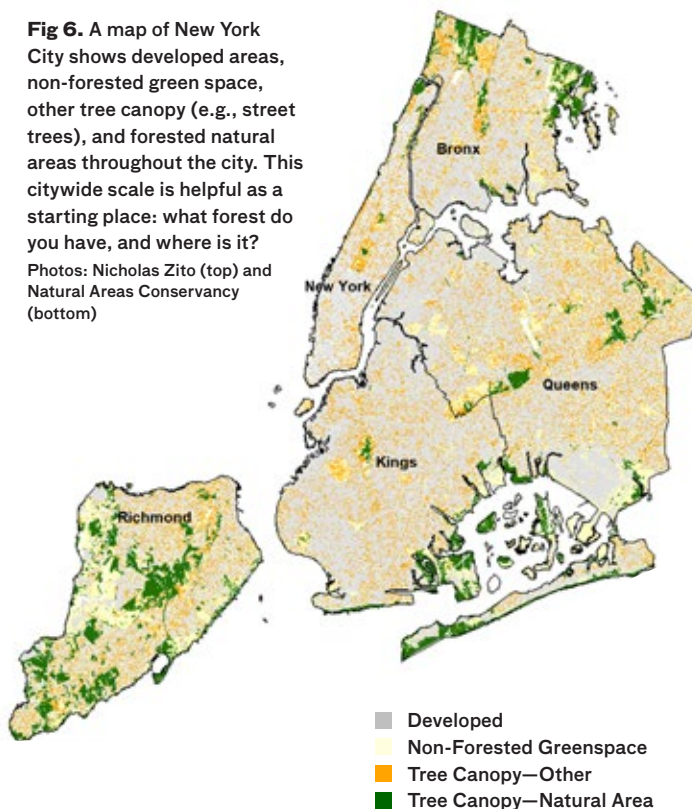 Fig 6. A map of New York
City shows developed areas,
non-forested green space,
other tree canopy (e.g., street
trees), and forested natural
areas throughout the city. This
citywide scale is helpful as a
starting place: what forest do
you have, and where is it?
Photos: Nicholas Zito (top) and
Natural Areas Conservancy
(bottom)
Bronx
New York
Queens
Kings
Richmond
Developed
Non-Forested Greenspace
Tree Canopy—Other
Tree Canopy—Natural Area